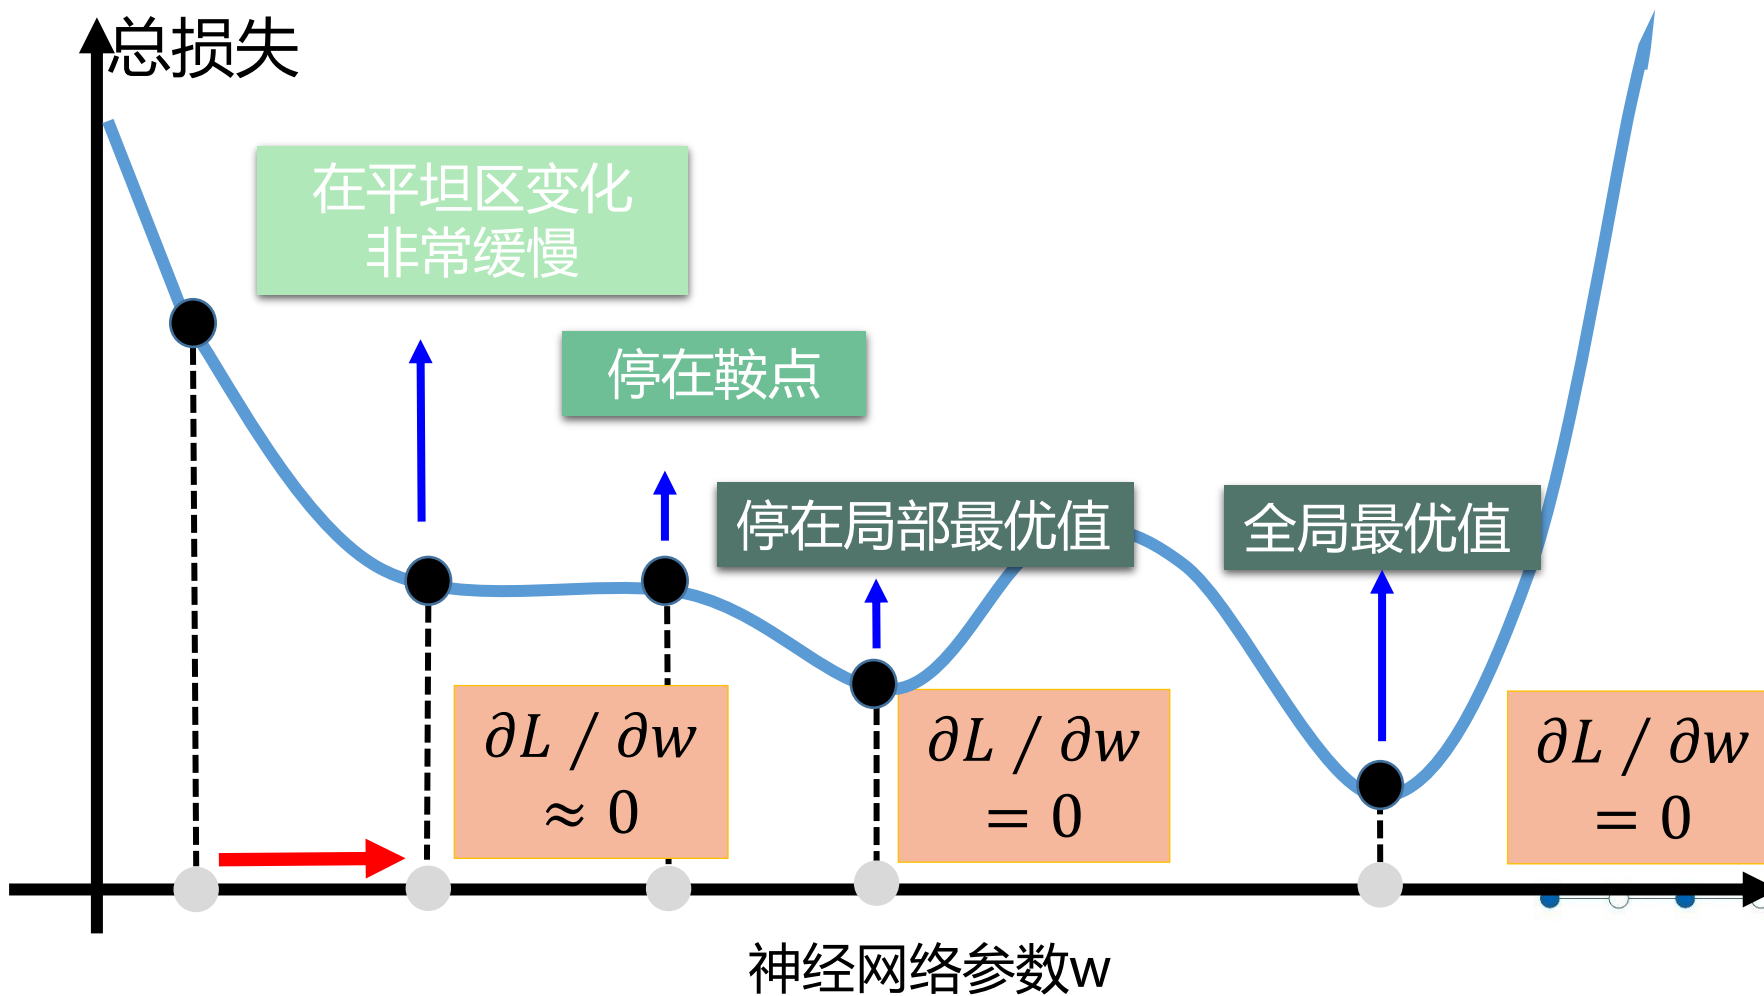 总损失
在平坦区变化
非常缓慢
停在鞍点
停在局部最优值
全局最优值
∂L / ∂w
≈ 0
∂L / ∂w
= 0
∂L / ∂w
= 0
神经网络参数w